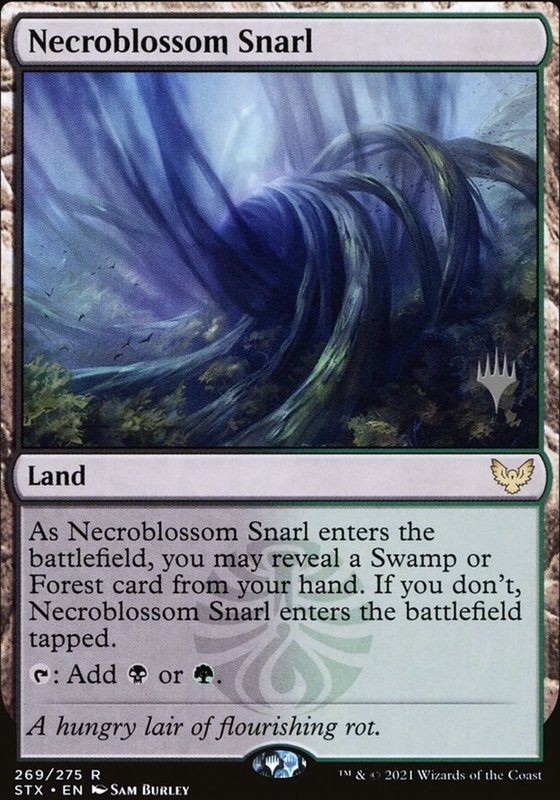 Necroblossom Snarl
Land
As Necroblossom Snarl enters the
battlefield, you may reveal a Swamp or
Forest card from your hand. If you don't,
Necroblossom Snarl enters the battlefield
tapped.
: Add or .
A hungry lair of flourishing rot.
269/275 R
STX • EN Sam Burley
™ & © 2021 Wizards of the Coast